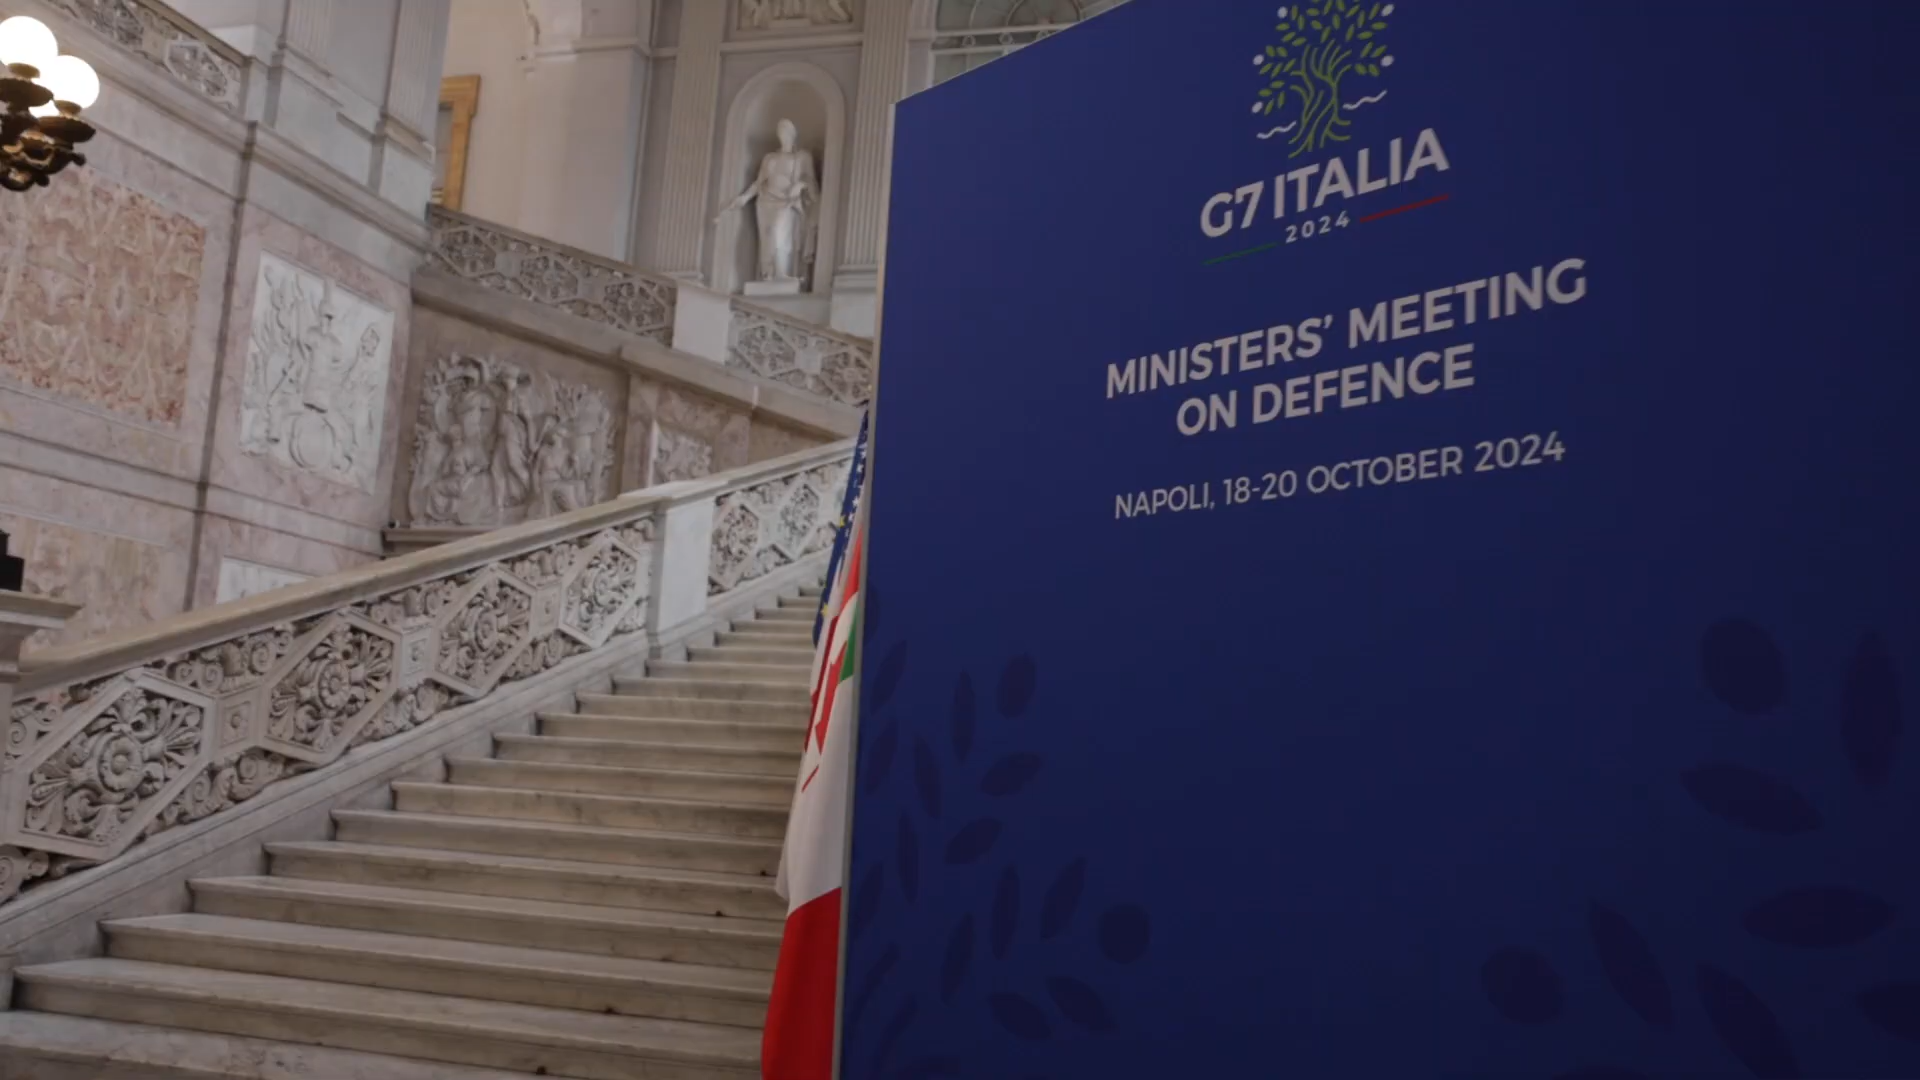 G7 ITALIA
2024
MINISTERS’ MEETING
ON DEFENCE
NAPOLI, 18-20 OCTOBER 2024